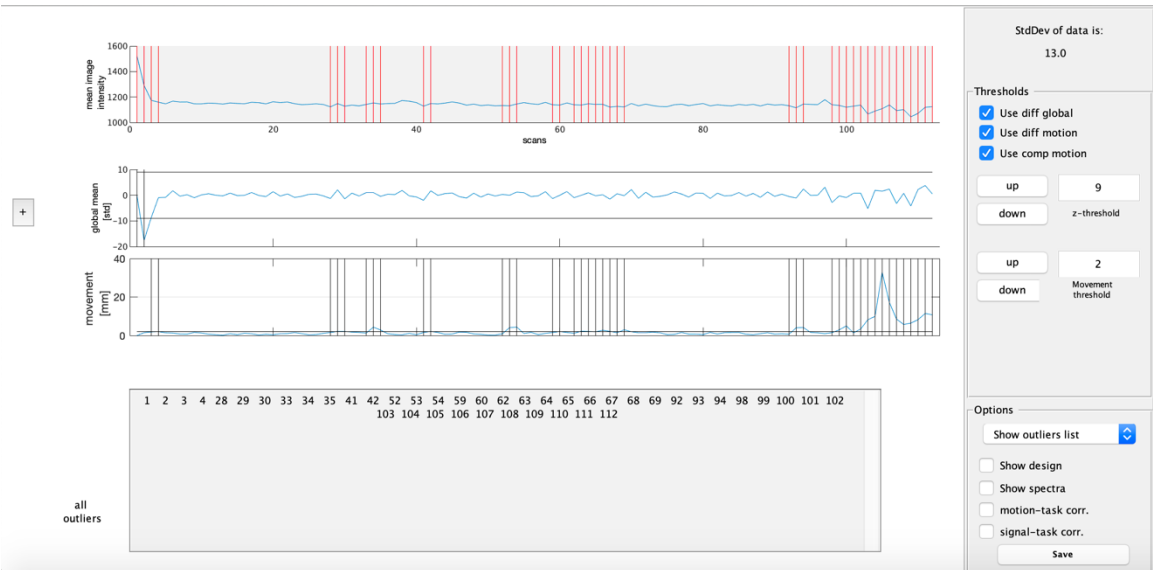 1600
1400
1200
1000
mean image
intensity
0
20
40
60
80
100
scans
10
0
-10
-20
global mean
[std]
40
20
0
movement
[mm]
+
1 2 3 4 28 29 30 33 34 35 41 42 52 53 54 59 60 62 63 64 65 66 67 68 69 92 93 94 98 99 100 101 102
103 104 105 106 107 108 109 110 111 112
all
outliers
StdDev of data is:
13.0
Thresholds
Use diff global
Use diff motion
Use comp motion
up
9
down
z-threshold
up
2
down
Movement
threshold
Options
Show outliers list
Show design
Show spectra
motion-task corr.
signal-task corr.
Save